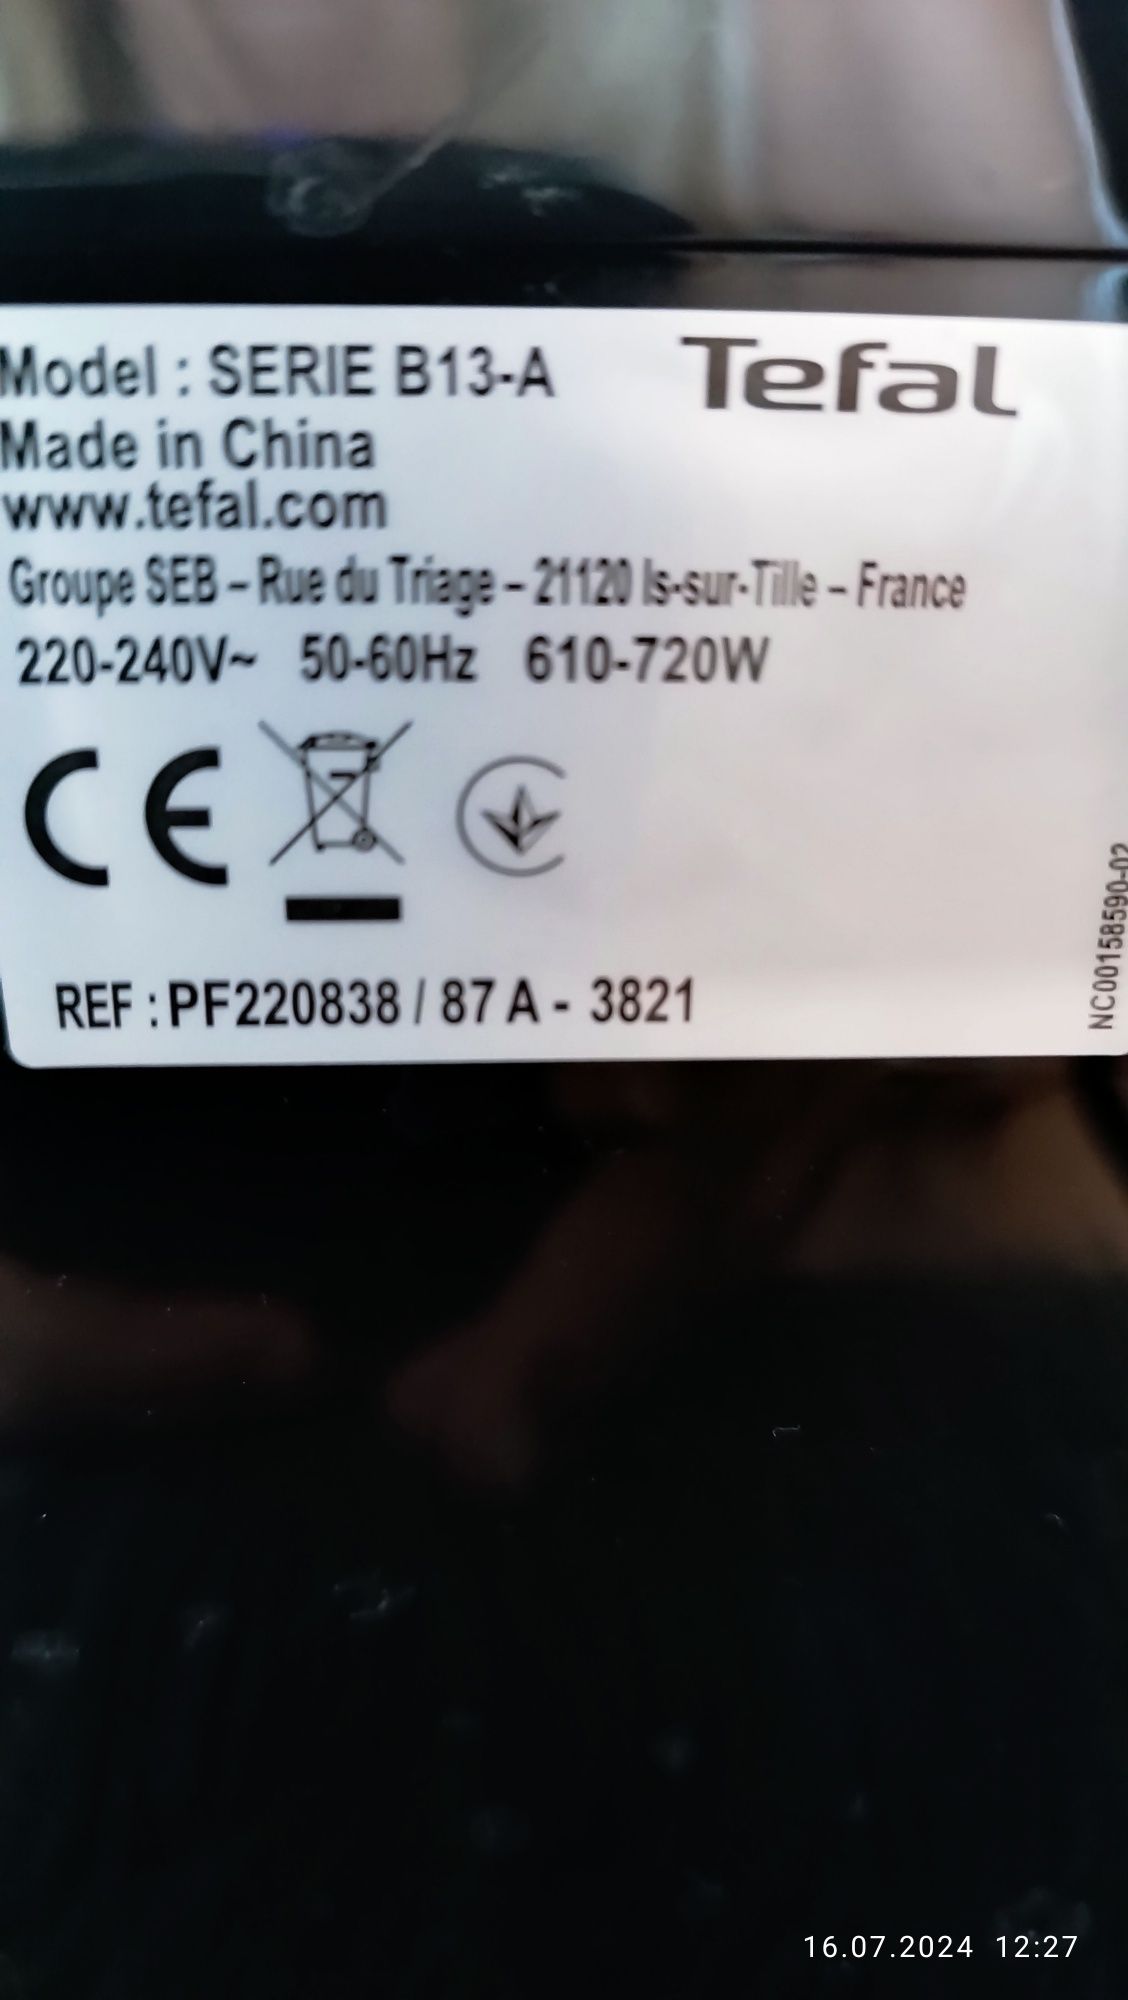 Model : SERIE B13-A
Tefal
Made in China
www.tefal.com
Groupe SEB – Rue du Triage – 21120 Is-sur-Tille – France
220-240V~ 50-60Hz 610-720W
CE
REF : PF220838 / 87 A - 3821
NC00158590-02
16.07.2024 12:27